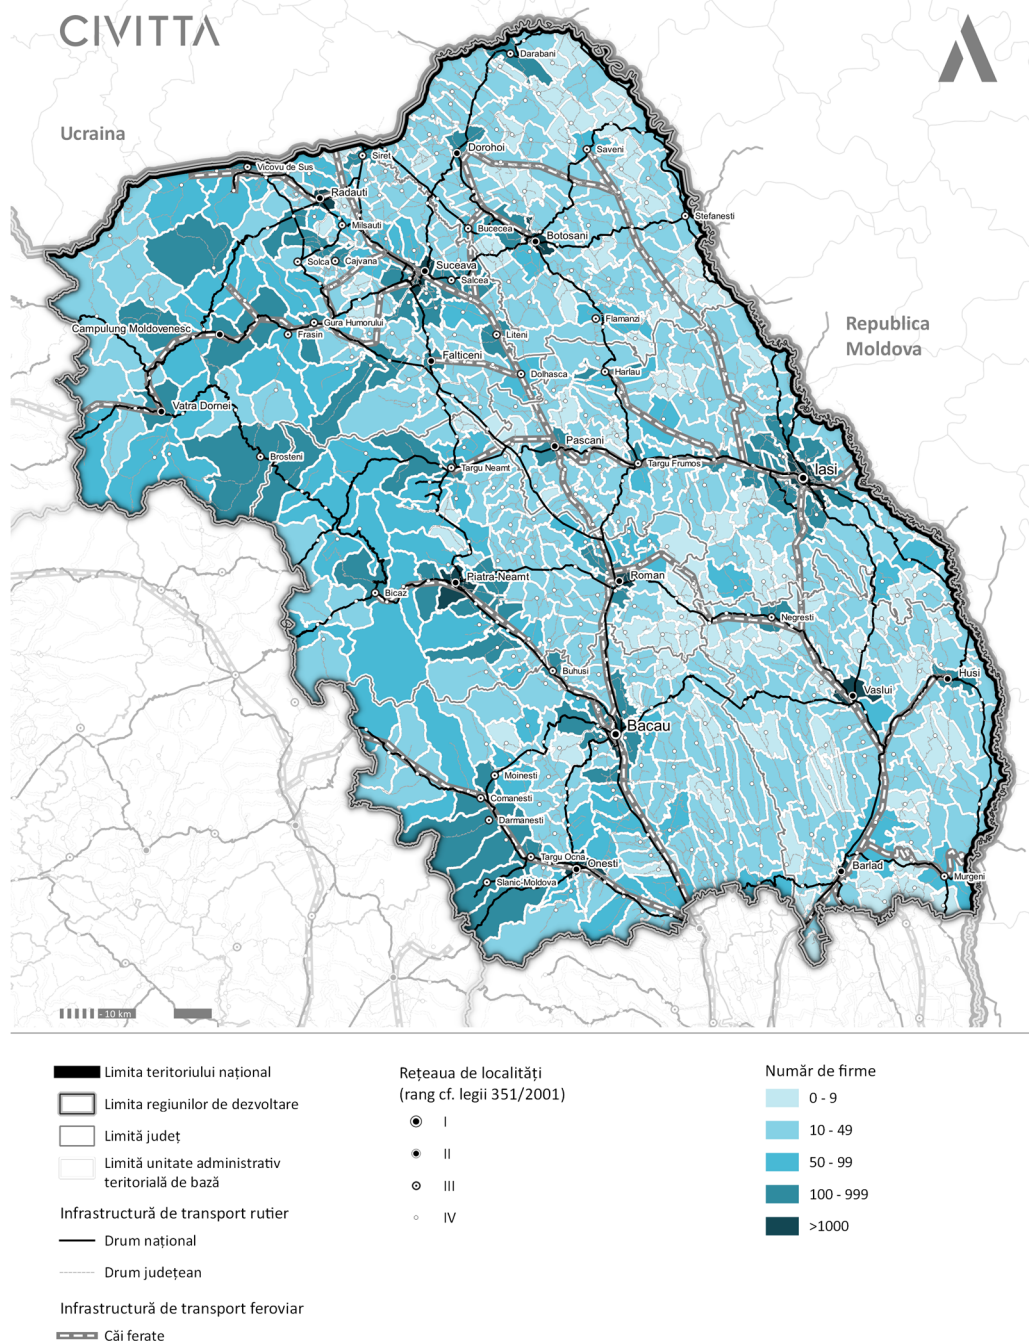 CIVITTA
Ucraina
Darabani
Dorohoi
Saveni
Siret
Vicovu de Sus
Radauti
Stefanesti
Milsauti
Bucecea
Botosani
Solca
Cajvana
Suceava
Salcea
Republica
Moldova
Flamanzi
Gura Humorului
Campulung Moldovenesc
Frasin
Liteni
Falticeni
Dolhasca
Harlau
Vatra Dornei
Pascani
Brosteni
Targu Neamt
Targu Frumos
Iasi
Piatra-Neamt
Roman
Bicaz
Negresti
Buhusi
Husi
Vaslui
Bacau
Moinesti
Comanesti
Darmanesti
Targu Ocna
Onesti
Barlad
Slanic-Moldova
Murgeni
10 km
Limita teritoriului național
Limita regiunilor de dezvoltare
Limită județ
Limită unitate administrativ
teritorială de bază
Infrastructură de transport rutier
Drum național
Drum județean
Infrastructură de transport feroviar
Căi ferate
Rețeaua de localități
(rang cf. legii 351/2001)
I
II
III
IV
Număr de firme
0 - 9
10 - 49
50 - 99
100 - 999
>1000